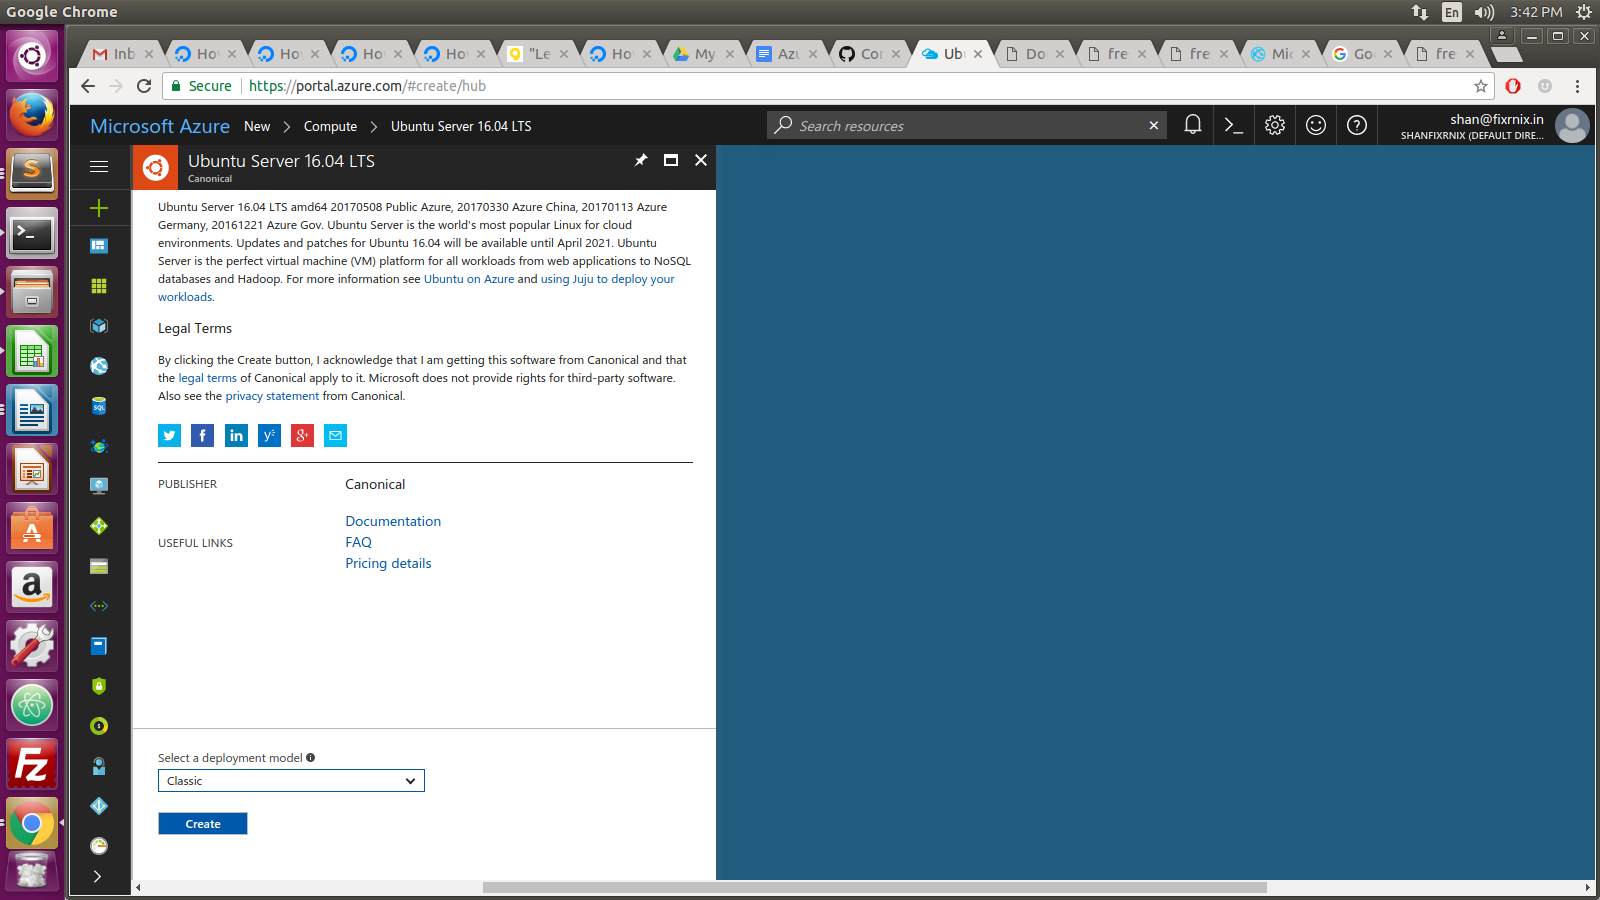 Google Chrome
En
3:42 PM
Inb
Hov
Hov
Hov
Hov
"Le
Hov
My
Azu
Cor
Ubu
Do
fre
fre
Mic
Goo
fre
Secure
https://portal.azure.com/#create/hub
Microsoft Azure New Compute Ubuntu Server 16.04 LTS
Search resources
shan@fixrnix.in
SHANFIXRNIX (DEFAULT DIRE...
Ubuntu Server 16.04 LTS
Canonical
Ubuntu Server 16.04 LTS amd64 20170508 Public Azure, 20170330 Azure China, 20170113 Azure
Germany, 20161221 Azure Gov. Ubuntu Server is the world's most popular Linux for cloud
environments. Updates and patches for Ubuntu 16.04 will be available until April 2021. Ubuntu
Server is the perfect virtual machine (VM) platform for all workloads from web applications to NoSQL
databases and Hadoop. For more information see Ubuntu on Azure and using Juju to deploy your
workloads.
Legal Terms
By clicking the Create button, I acknowledge that I am getting this software from Canonical and that
the legal terms of Canonical apply to it. Microsoft does not provide rights for third-party software.
Also see the privacy statement from Canonical.
PUBLISHER
Canonical
USEFUL LINKS
Documentation
FAQ
Pricing details
Select a deployment model
Classic
Create